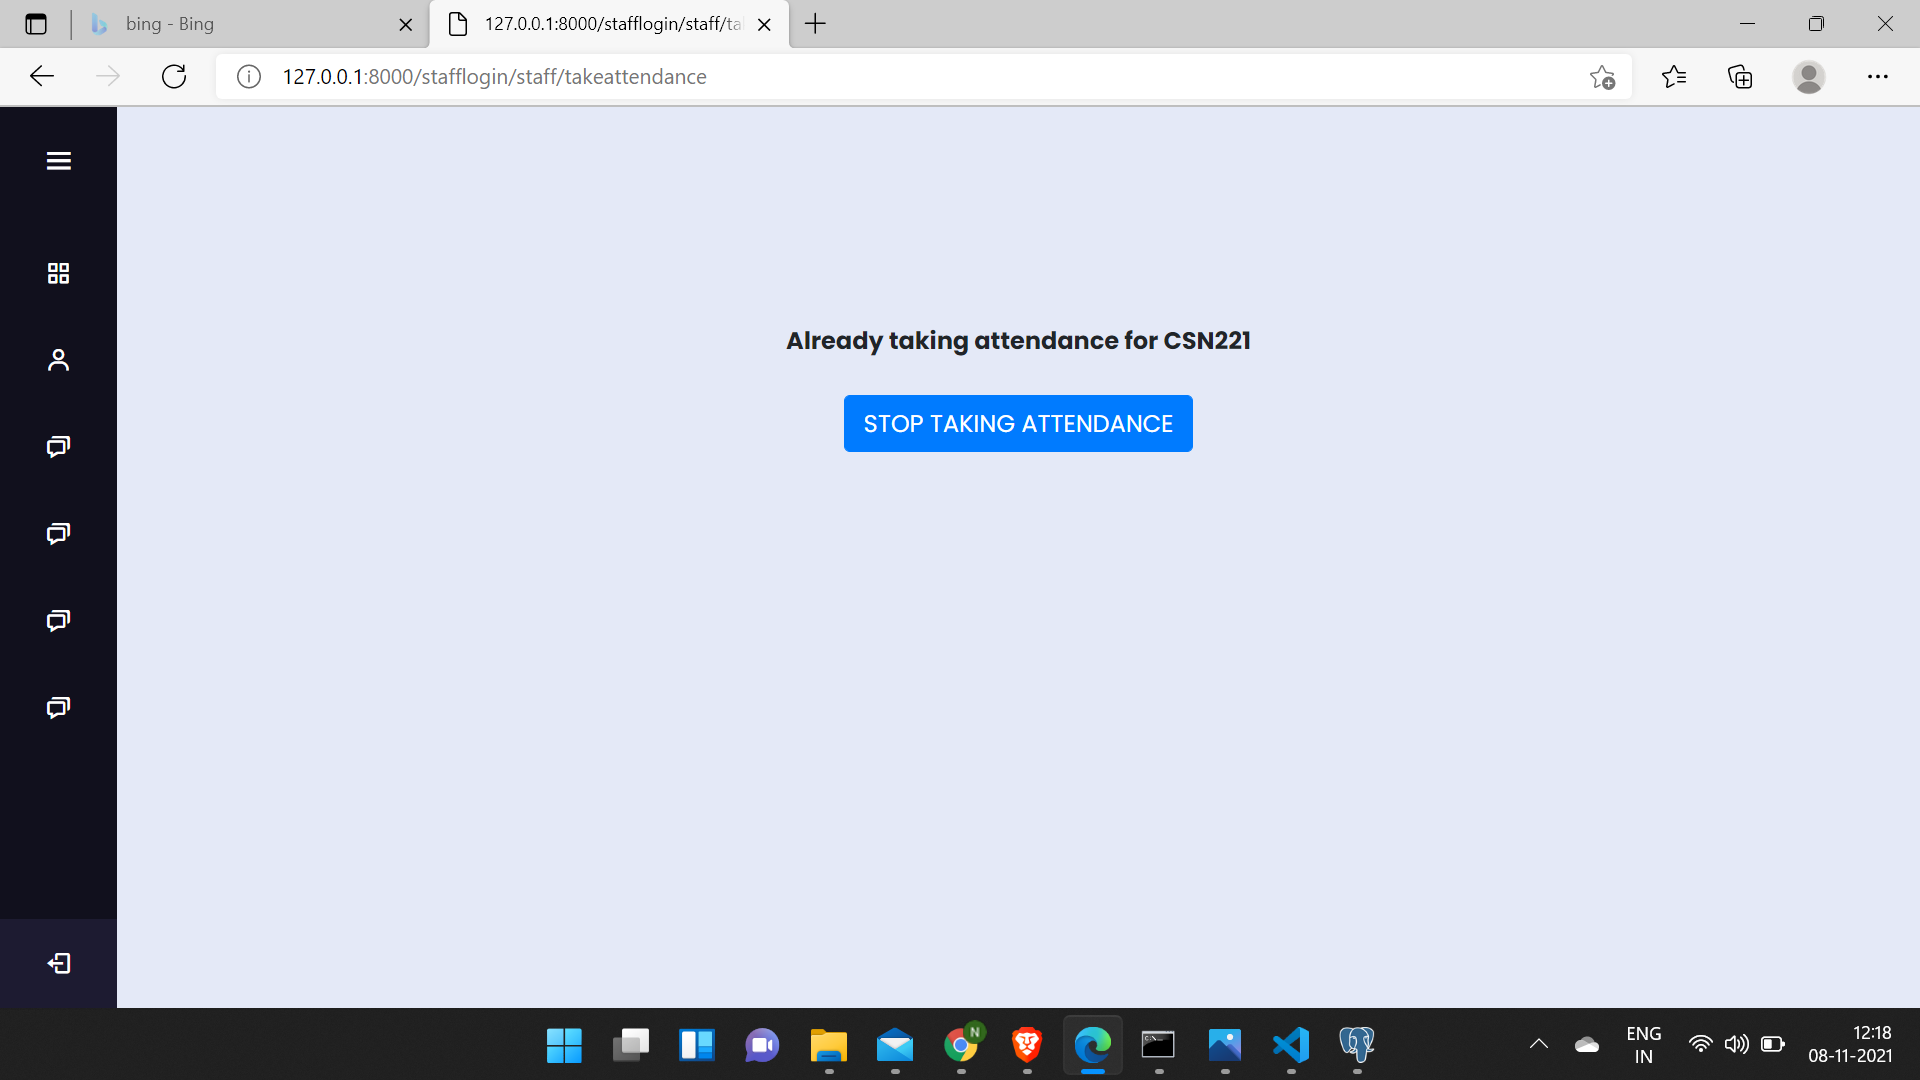 bing - Bing
127.0.0.1:8000/stafflogin/staff/ta
127.0.0.1:8000/stafflogin/staff/takeattendance
Already taking attendance for CSN221
STOP TAKING ATTENDANCE
N
ENG
IN
12:18
08-11-2021